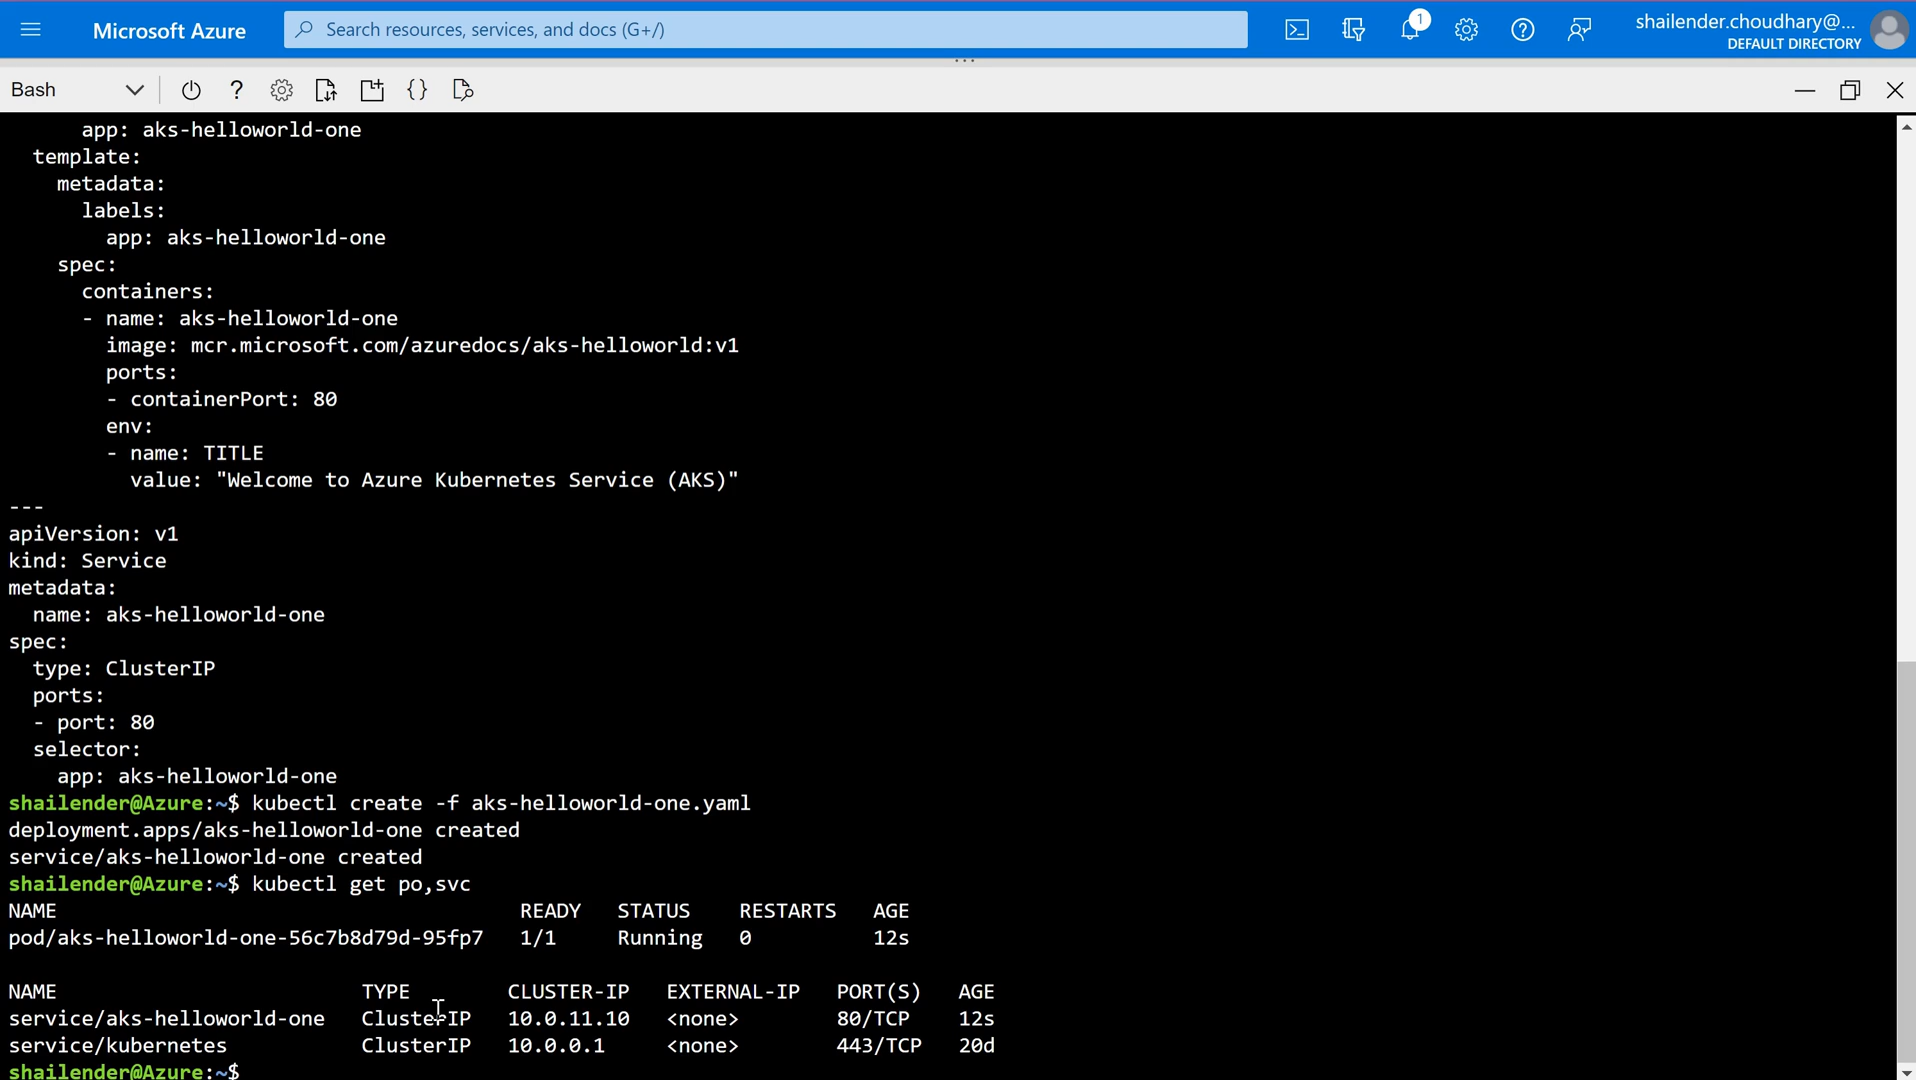 Microsoft Azure
Search resources, services, and docs (G+/)
1
shailender.choudhary@...
DEFAULT DIRECTORY
Bash
?
{}
app: aks-helloworld-one
template:
metadata:
labels:
app: aks-helloworld-one
spec:
containers:
- name: aks-helloworld-one
image: mcr.microsoft.com/azuredocs/aks-helloworld:v1
ports:
- containerPort: 80
env:
- name: TITLE
value: "Welcome to Azure Kubernetes Service (AKS)"
---
apiVersion: v1
kind: Service
metadata:
name: aks-helloworld-one
spec:
type: ClusterIP
ports:
- port: 80
selector:
app: aks-helloworld-one
shailender@Azure:~$ kubectl create -f aks-helloworld-one.yaml
deployment.apps/aks-helloworld-one created
service/aks-helloworld-one created
shailender@Azure:~$ kubectl get po,svc
NAME READY STATUS RESTARTS AGE
pod/aks-helloworld-one-56c7b8d79d-95fp7 1/1 Running 0 12s
NAME TYPE CLUSTER-IP EXTERNAL-IP PORT(S) AGE
service/aks-helloworld-one ClusterIP 10.0.11.10 <none> 80/TCP 12s
service/kubernetes ClusterIP 10.0.0.1 <none> 443/TCP 20d
shailender@Azure:~$